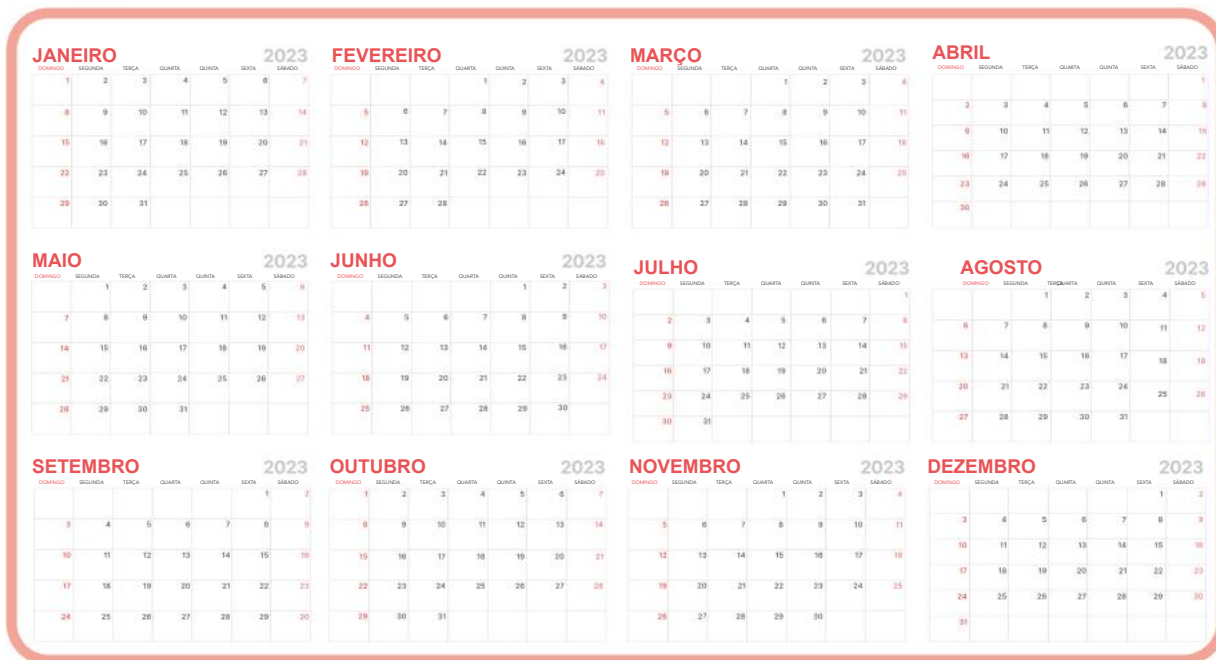 JANEIRO 2023
DOMINGO SEGUNDA TERÇA QUARTA QUINTA SEXTA SÁBADO
1 2 3 4 5 6 7
8 9 10 11 12 13 14
15 16 17 18 19 20 21
22 23 24 25 26 27 28
29 30 31
FEVEREIRO 2023
DOMINGO SEGUNDA TERÇA QUARTA QUINTA SEXTA SÁBADO
1 2 3 4
5 6 7 8 9 10 11
12 13 14 15 16 17 18
19 20 21 22 23 24 25
26 27 28
MARÇO 2023
DOMINGO SEGUNDA TERÇA QUARTA QUINTA SEXTA SÁBADO
1 2 3 4
5 6 7 8 9 10 11
12 13 14 15 16 17 18
19 20 21 22 23 24 25
26 27 28 29 30 31
ABRIL 2023
DOMINGO SEGUNDA TERÇA QUARTA QUINTA SEXTA SÁBADO
1
2 3 4 5 6 7 8
9 10 11 12 13 14 15
16 17 18 19 20 21 22
23 24 25 26 27 28 29
30
MAIO 2023
DOMINGO SEGUNDA TERÇA QUARTA QUINTA SEXTA SÁBADO
1 2 3 4 5 6
7 8 9 10 11 12 13
14 15 16 17 18 19 20
21 22 23 24 25 26 27
28 29 30 31
JUNHO 2023
DOMINGO SEGUNDA TERÇA QUARTA QUINTA SEXTA SÁBADO
1 2 3
4 5 6 7 8 9 10
11 12 13 14 15 16 17
18 19 20 21 22 23 24
25 26 27 28 29 30
JULHO 2023
DOMINGO SEGUNDA TERÇA QUARTA QUINTA SEXTA SÁBADO
1
2 3 4 5 6 7 8
9 10 11 12 13 14 15
16 17 18 19 20 21 22
23 24 25 26 27 28 29
30 31
AGOSTO 2023
DOMINGO SEGUNDA TERÇA QUARTA QUINTA SEXTA SÁBADO
1 2 3 4 5
6 7 8 9 10 11 12
13 14 15 16 17 18 19
20 21 22 23 24 25 26
27 28 29 30 31
SETEMBRO 2023
DOMINGO SEGUNDA TERÇA QUARTA QUINTA SEXTA SÁBADO
1 2
3 4 5 6 7 8 9
10 11 12 13 14 15 16
17 18 19 20 21 22 23
24 25 26 27 28 29 30
OUTUBRO 2023
DOMINGO SEGUNDA TERÇA QUARTA QUINTA SEXTA SÁBADO
1 2 3 4 5 6 7
8 9 10 11 12 13 14
15 16 17 18 19 20 21
22 23 24 25 26 27 28
29 30 31
NOVEMBRO 2023
DOMINGO SEGUNDA TERÇA QUARTA QUINTA SEXTA SÁBADO
1 2 3 4
5 6 7 8 9 10 11
12 13 14 15 16 17 18
19 20 21 22 23 24 25
26 27 28 29 30
DEZEMBRO 2023
DOMINGO SEGUNDA TERÇA QUARTA QUINTA SEXTA SÁBADO
1 2
3 4 5 6 7 8 9
10 11 12 13 14 15 16
17 18 19 20 21 22 23
24 25 26 27 28 29 30
31